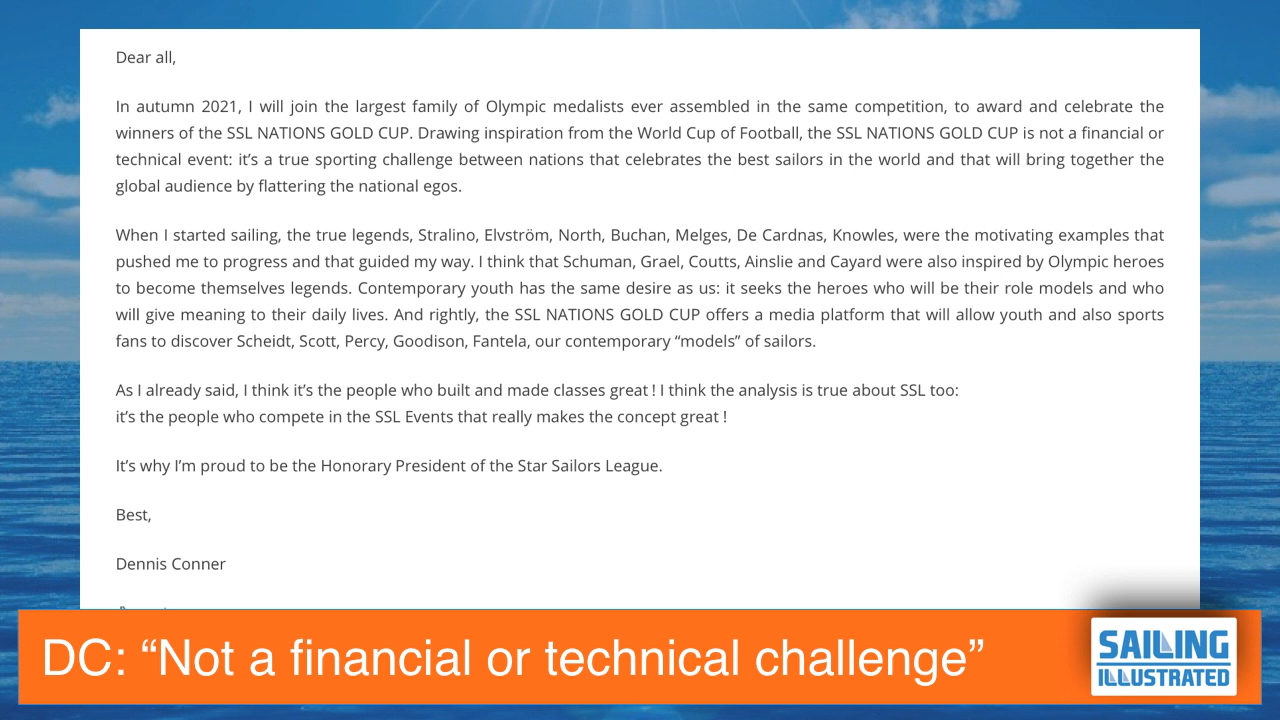 Dear all,
In autumn 2021, I will join the largest family of Olympic medalists ever assembled in the same competition, to award and celebrate the
winners of the SSL NATIONS GOLD CUP. Drawing inspiration from the World Cup of Football, the SSL NATIONS GOLD CUP is not a financial or
technical event: it’s a true sporting challenge between nations that celebrates the best sailors in the world and that will bring together the
global audience by flattering the national egos.
When I started sailing, the true legends, Stralino, Elvström, North, Buchan, Melges, De Cardnas, Knowles, were the motivating examples that
pushed me to progress and that guided my way. I think that Schuman, Grael, Coutts, Ainslie and Cayard were also inspired by Olympic heroes
to become themselves legends. Contemporary youth has the same desire as us: it seeks the heroes who will be their role models and who
will give meaning to their daily lives. And rightly, the SSL NATIONS GOLD CUP offers a media platform that will allow youth and also sports
fans to discover Scheidt, Scott, Percy, Goodison, Fantela, our contemporary “models” of sailors.
As I already said, I think it’s the people who built and made classes great ! I think the analysis is true about SSL too:
it’s the people who compete in the SSL Events that really makes the concept great !
It’s why I’m proud to be the Honorary President of the Star Sailors League.
Best,
Dennis Conner
DC: “Not a financial or technical challenge”
SAILING
ILLUSTRATED